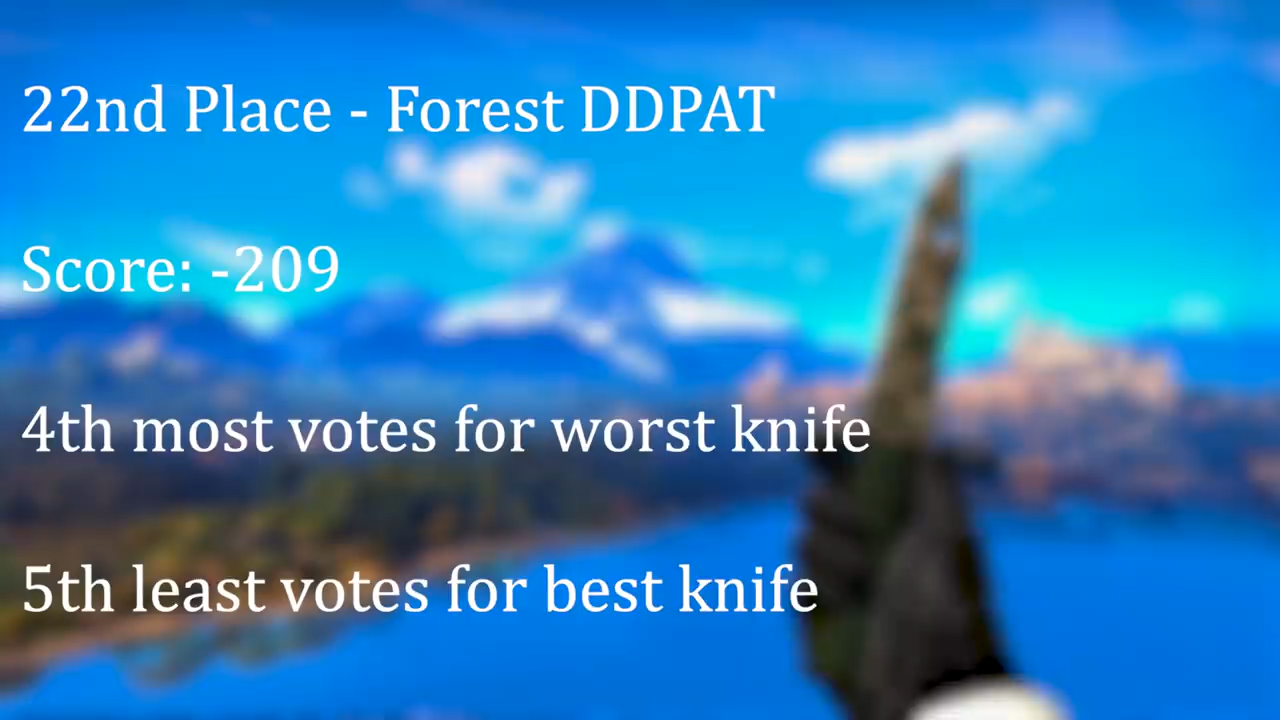 22nd Place - Forest DDPAT
Score: -209
4th most votes for worst knife
5th least votes for best knife